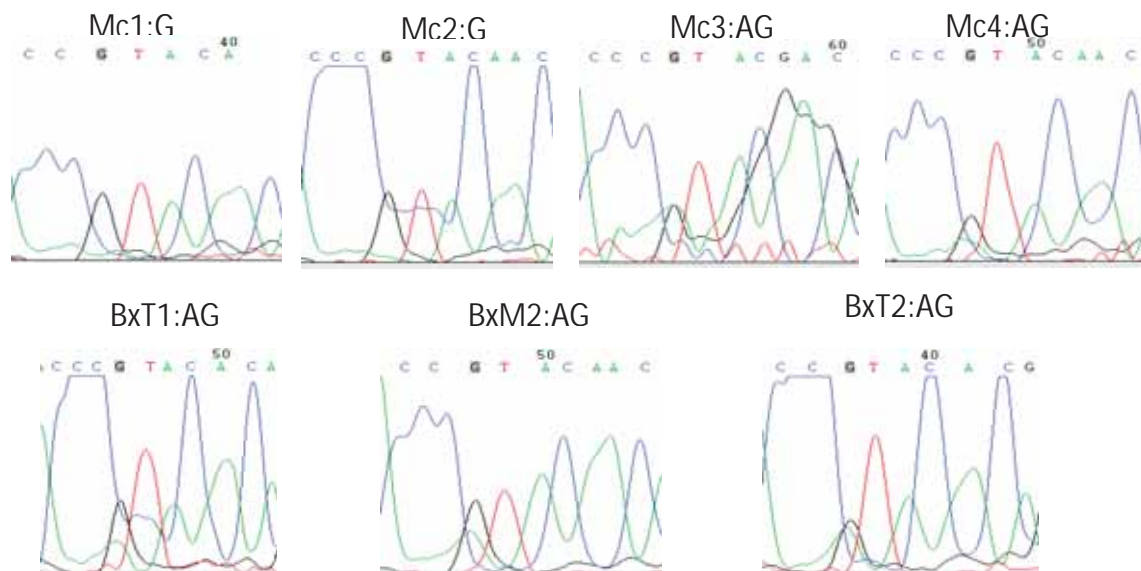 Mc1:G
40
C C G T A C A
Mc2:G
C C C G T A C A A C
Mc3:AG
60
C C C G T A C G A C
Mc4:AG
50
C C C G T A C A A C
BxT1:AG
50
C C C G T A C A C A
BxM2:AG
50
C C G T A C A A C
BxT2:AG
40
C C G T A C A C G